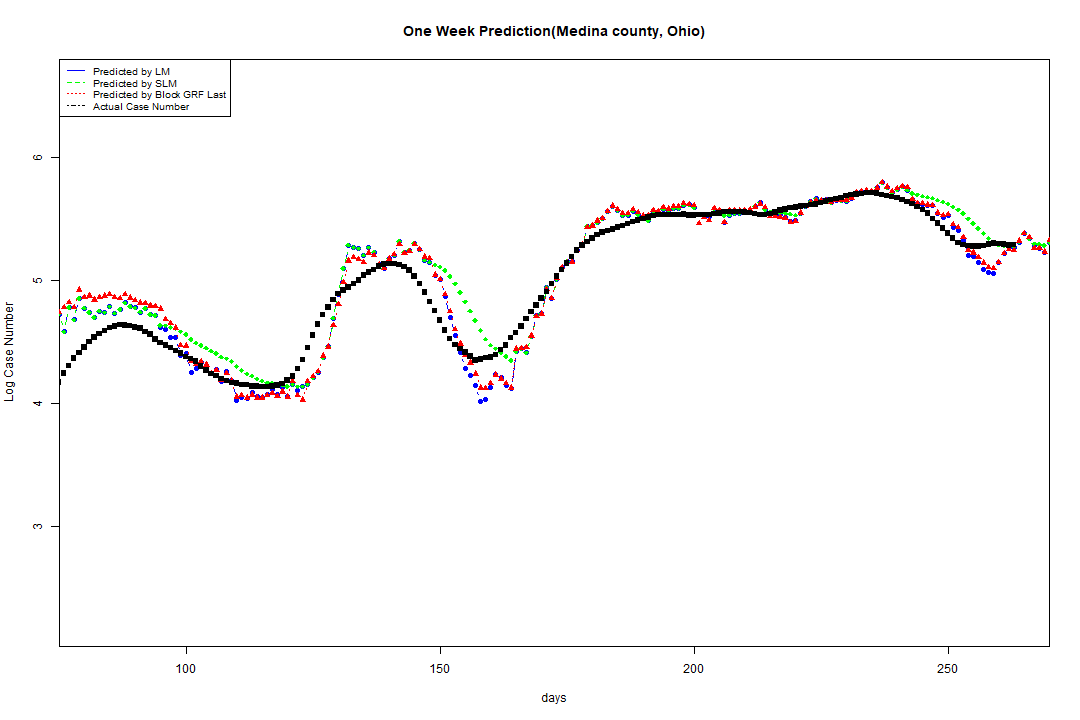 One Week Prediction(Medina county, Ohio)
Predicted by LM
Predicted by SLM
Predicted by Block GRF Last
Actual Case Number
6
5
4
3
Log Case Number
100 150 200 250
days